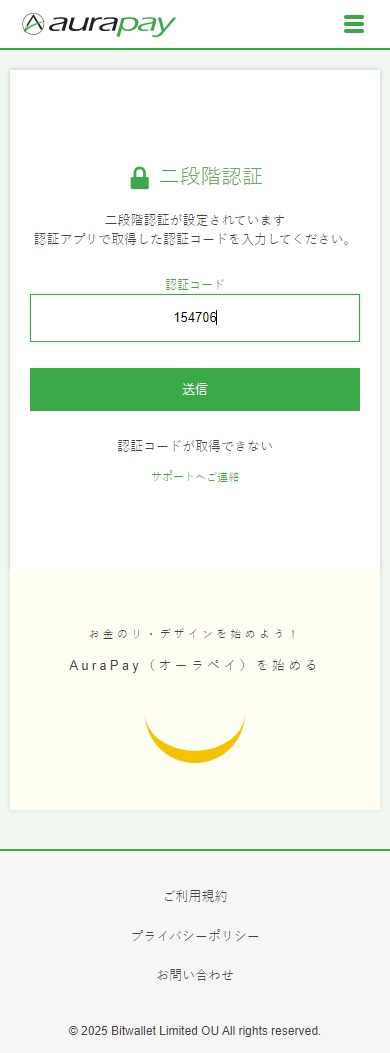 aurapay
二段階認証
二段階認証が設定されています
認証アプリで取得した認証コードを入力してください。
認証コード
154706
送信
認証コードが取得できない
サポートへご連絡
お金のリ・デザインを始めよう！
AuraPay（オーラペイ）を始める
ご利用規約
プライバシーポリシー
お問い合わせ
© 2025 Bitwallet Limited OU All rights reserved.